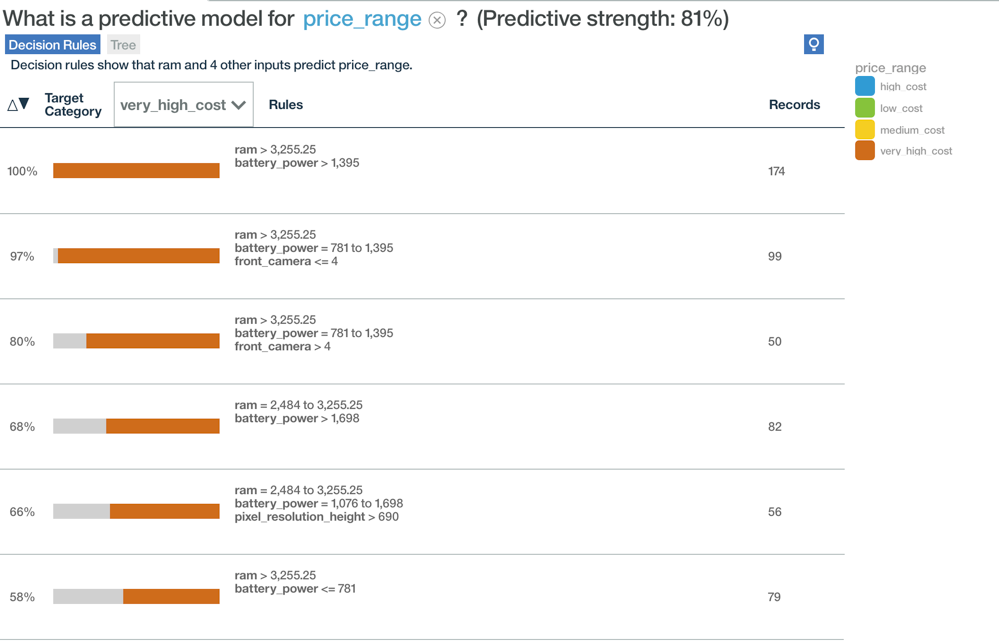 What is a predictive model for price_range ? (Predictive strength: 81%)
Decision Rules Tree
Decision rules show that ram and 4 other inputs predict price_range.
Target Category very_high_cost Rules Records
100% ram > 3,255.25 174
battery_power > 1,395
97% ram > 3,255.25 99
battery_power = 781 to 1,395
front_camera <= 4
80% ram > 3,255.25 50
battery_power = 781 to 1,395
front_camera > 4
68% ram = 2,484 to 3,255.25 82
battery_power > 1,698
66% ram = 2,484 to 3,255.25 56
battery_power = 1,076 to 1,698
pixel_resolution_height > 690
58% ram > 3,255.25 79
battery_power <= 781
price_range
high_cost
low_cost
medium_cost
very_high_cost